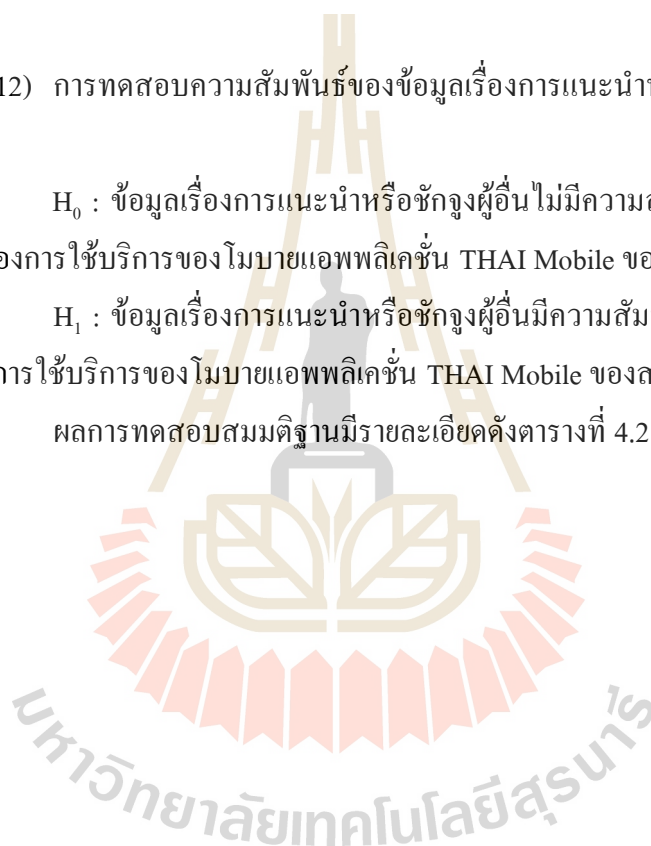 12) การทดสอบความสัมพันธ์ของข้อมูลเรื่องการแนะนำ
H₀ : ข้อมูลเรื่องการแนะนำหรือชักจูงผู้อื่นไม่มีความ
องการใช้บริการของโมบายแอพพลิเคชั่น THAI Mobile ของ
H₁ : ข้อมูลเรื่องการแนะนำหรือชักจูงผู้อื่นมีความสัม
การใช้บริการของโมบายแอพพลิเคชั่น THAI Mobile ของ
ผลการทดสอบสมมติฐานมีรายละเอียดดังตารางที่ 4.2
มหาวิทยาลัยเทคโนโลยีสุรนารี